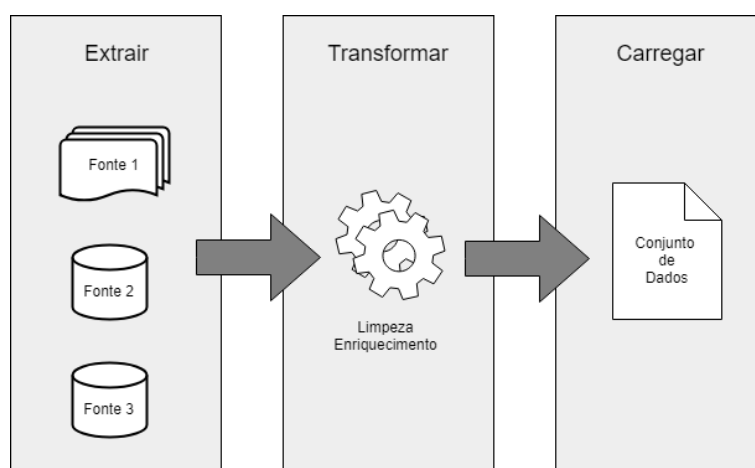 Extrair
Fonte 1
Fonte 2
Fonte 3
Transformar
Limpeza
Enriquecimento
Carregar
Conjunto
de
Dados